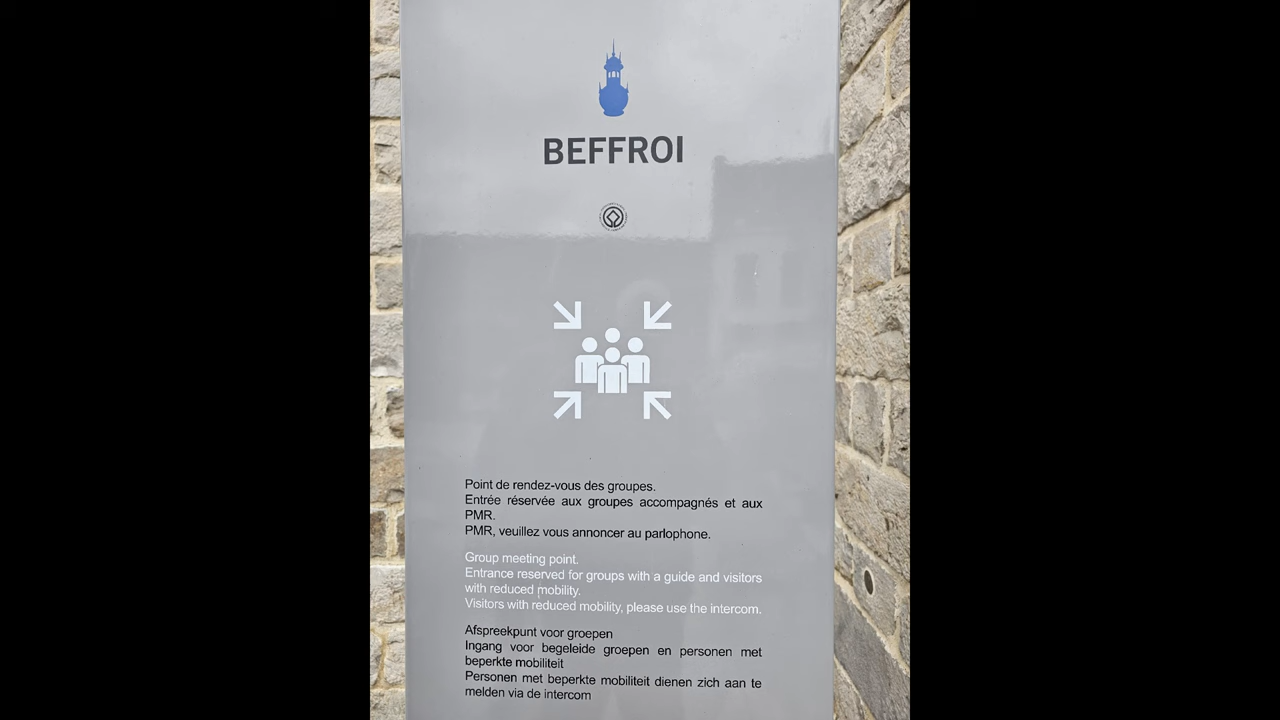 BEFFROI
Point de rendez-vous des groupes.
Entrée réservée aux groupes accompagnés et aux
PMR.
PMR, veuillez vous annoncer au parlophone.
Group meeting point.
Entrance reserved for groups with a guide and visitors
with reduced mobility.
Visitors with reduced mobility, please use the intercom.
Afspreekpunt voor groepen
Ingang voor begeleide groepen en personen met
beperkte mobiliteit
Personen met beperkte mobiliteit dienen zich aan te
melden via de intercom